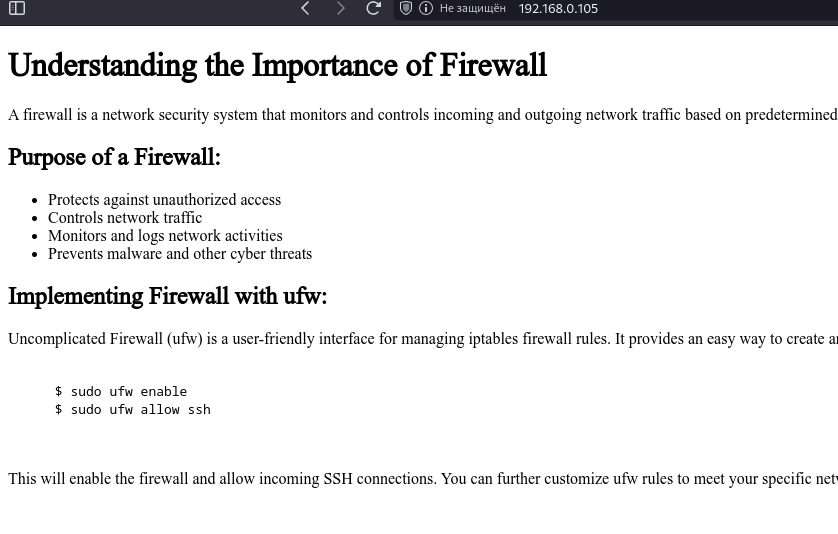 Не защищён 192.168.0.105
Understanding the Importance of Firewall
A firewall is a network security system that monitors and controls incoming and outgoing network traffic based on predetermined
Purpose of a Firewall:
Protects against unauthorized access
Controls network traffic
Monitors and logs network activities
Prevents malware and other cyber threats
Implementing Firewall with ufw:
Uncomplicated Firewall (ufw) is a user-friendly interface for managing iptables firewall rules. It provides an easy way to create
$ sudo ufw enable
$ sudo ufw allow ssh
This will enable the firewall and allow incoming SSH connections. You can further customize ufw rules to meet your specific